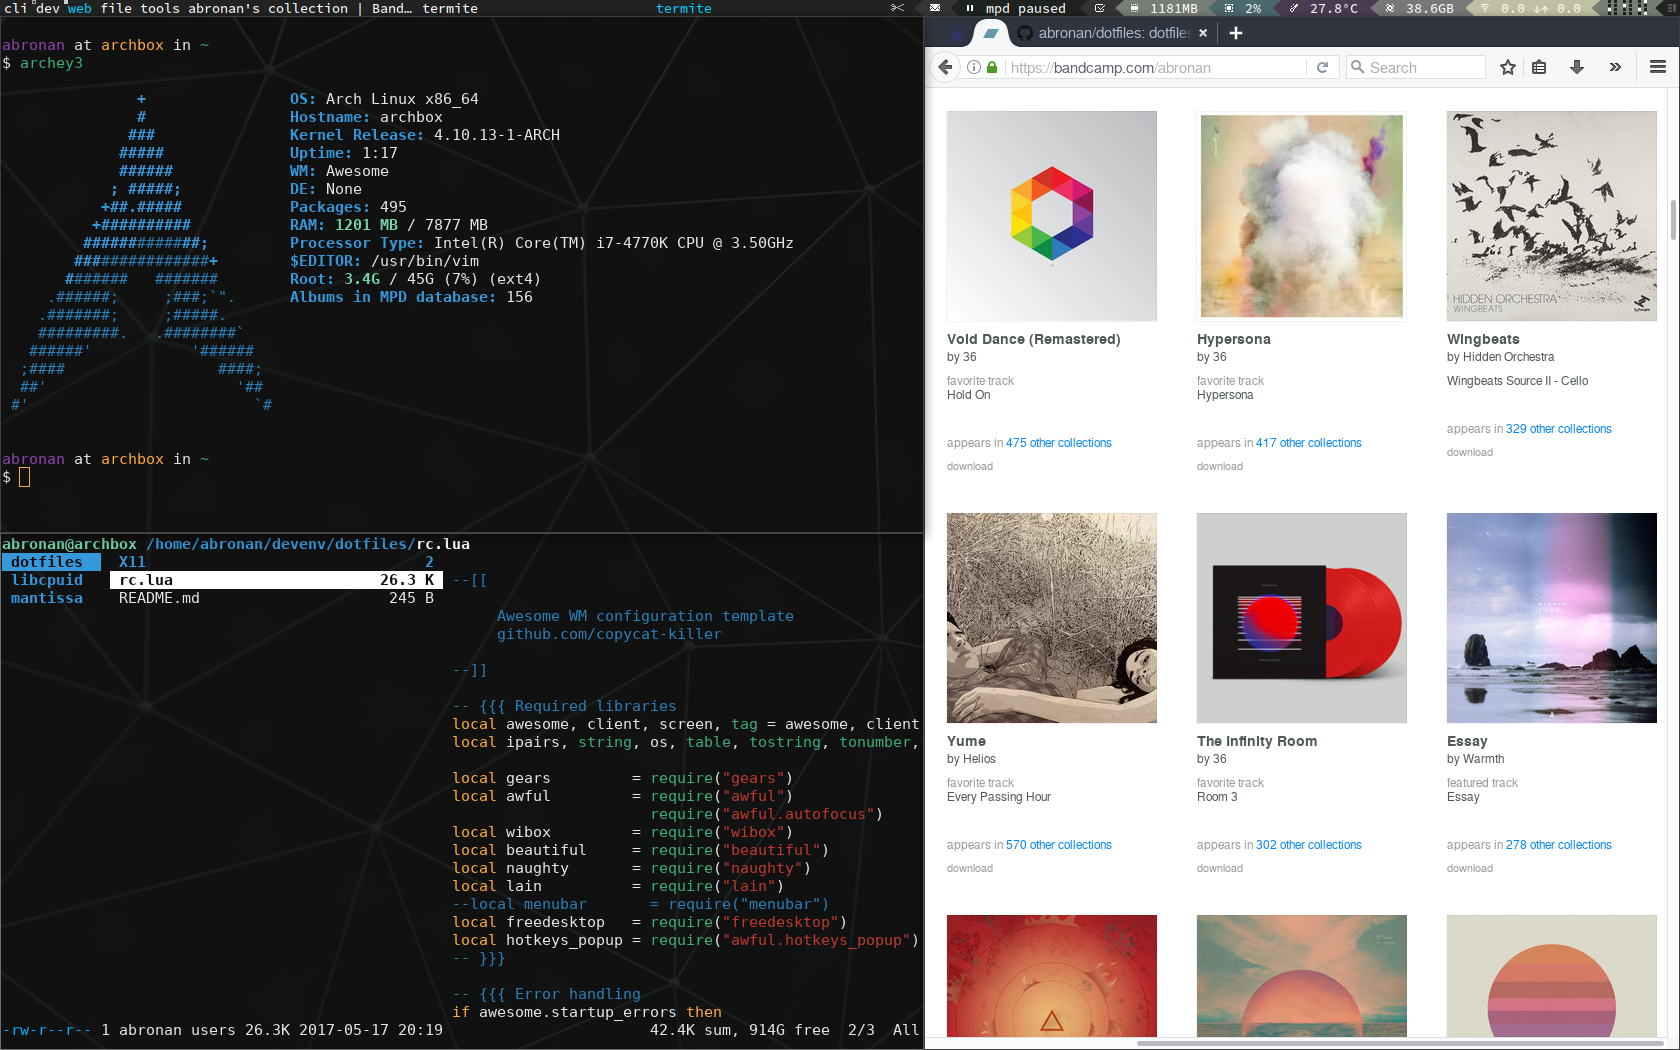 cli dev web file tools abronan's collection | Band… termite
termite
mpd paused
1181MB
2%
27.8°C
38.6GB
0.0 ↓↑ 0.0
abronan at archbox in ~
$ archey3
+
#
###
#####
######
; #####;
+##.#####
+##########
#############;
###############+
####### #######
.######; ;###;`".
.#######; ;#####.
#########. .########`
######' '######
;#### ####;
##' '##
#' `#
OS: Arch Linux x86_64
Hostname: archbox
Kernel Release: 4.10.13-1-ARCH
Uptime: 1:17
WM: Awesome
DE: None
Packages: 495
RAM: 1201 MB / 7877 MB
Processor Type: Intel(R) Core(TM) i7-4770K CPU @ 3.50GHz
$EDITOR: /usr/bin/vim
Root: 3.4G / 45G (7%) (ext4)
Albums in MPD database: 156
abronan at archbox in ~
$
abronan@archbox /home/abronan/devenv/dotfiles/rc.lua
dotfiles X11 2
libcpuid rc.lua 26.3 K
mantissa README.md 245 B
--[[
Awesome WM configuration template
github.com/copycat-killer
--]]
-- {{{ Required libraries
local awesome, client, screen, tag = awesome, client
local ipairs, string, os, table, tostring, tonumber,
local gears = require("gears")
local awful = require("awful")
require("awful.autofocus")
local wibox = require("wibox")
local beautiful = require("beautiful")
local naughty = require("naughty")
local lain = require("lain")
--local menubar = require("menubar")
local freedesktop = require("freedesktop")
local hotkeys_popup = require("awful.hotkeys_popup")
-- }}}
-- {{{ Error handling
if awesome.startup_errors then
-rw-r--r-- 1 abronan users 26.3K 2017-05-17 20:19 42.4K sum, 914G free 2/3 All
abronan/dotfiles: dotfiles
https://bandcamp.com/abronan
Search
HIDDEN ORCHESTRA
WINGBEATS
Void Dance (Remastered)
by 36
favorite track
Hold On
appears in 475 other collections
download
Hypersona
by 36
favorite track
Hypersona
appears in 417 other collections
download
Wingbeats
by Hidden Orchestra
Wingbeats Source II - Cello
appears in 329 other collections
download
Yume
by Helios
favorite track
Every Passing Hour
appears in 570 other collections
download
The Infinity Room
by 36
favorite track
Room 3
appears in 302 other collections
download
Essay
by Warmth
featured track
Essay
appears in 278 other collections
download